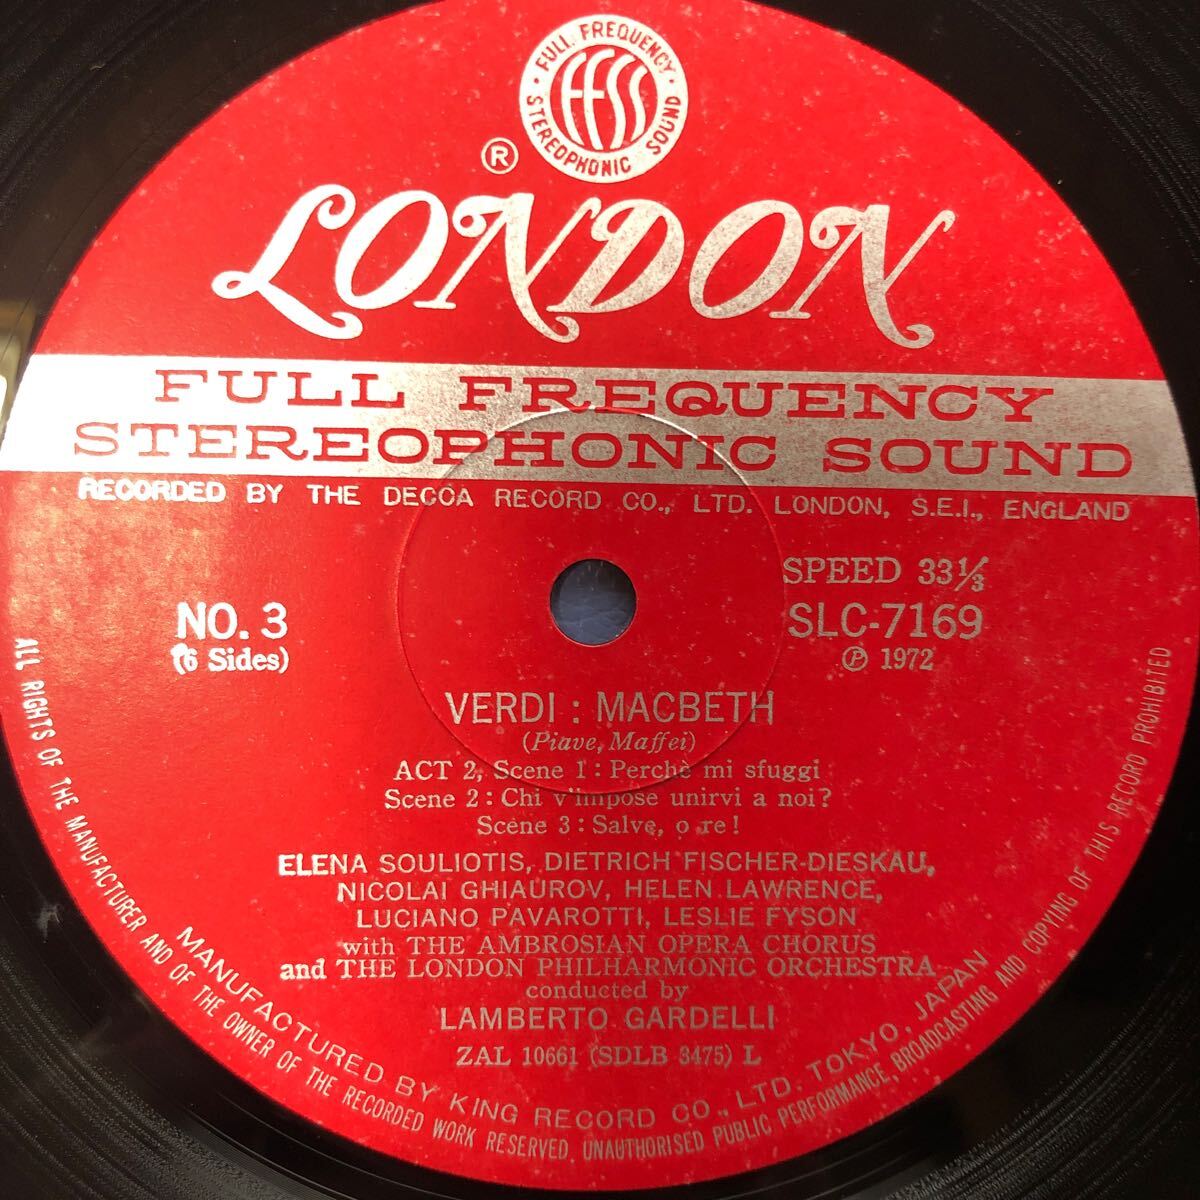 FULL FREQUENCY
STEREOPHONIC SOUND
FFSS
®
LONDON
FULL FREQUENCY
STEREOPHONIC SOUND
RECORDED BY THE DECCA RECORD CO., LTD. LONDON, S.E.I., ENGLAND
SPEED 33⅓
NO. 3
SLC-7169
(6 Sides)
Ⓟ 1972
VERDI : MACBETH
(Piave, Maffei)
ACT 2, Scene 1 : Perchè mi sfuggi
Scene 2 : Chi v'impose unirvi a noi?
Scene 3 : Salve, o re!
ELENA SOULIOTIS, DIETRICH FISCHER-DIESKAU,
NICOLAI GHIAUROV, HELEN LAWRENCE,
LUCIANO PAVAROTTI, LESLIE FYSON
with THE AMBROSIAN OPERA CHORUS
and THE LONDON PHILHARMONIC ORCHESTRA
conducted by
LAMBERTO GARDELLI
ZAL 10661 (SDLB 3475) L
MANUFACTURED BY KING RECORD CO., LTD. TOKYO, JAPAN
ALL RIGHTS OF THE MANUFACTURER AND OF THE OWNER OF THE RECORDED WORK RESERVED. UNAUTHORISED PUBLIC PERFORMANCE, BROADCASTING AND COPYING OF THIS RECORD PROHIBITED